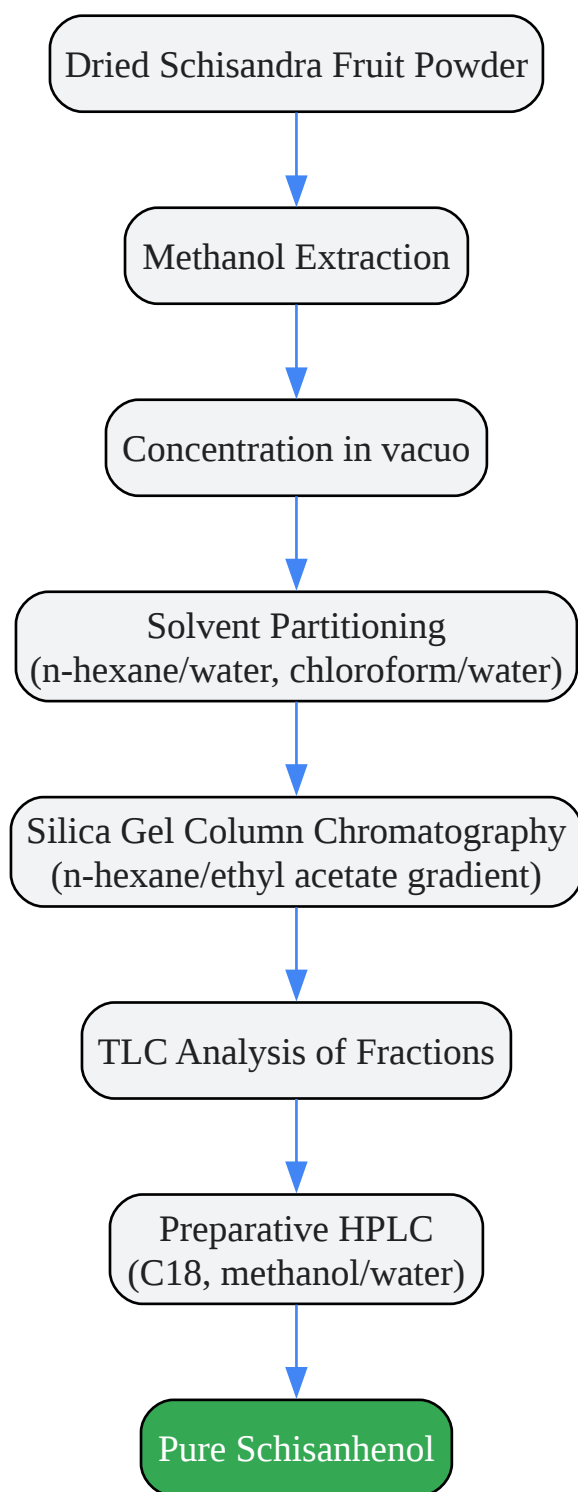 Dried Schisandra Fruit Powder
Methanol Extraction
Concentration in vacuo
Solvent Partitioning
(n-hexane/water, chloroform/water)
Silica Gel Column Chromatography
(n-hexane/ethyl acetate gradient)
TLC Analysis of Fractions
Preparative HPLC
(C18, methanol/water)
Pure Schisanhenol